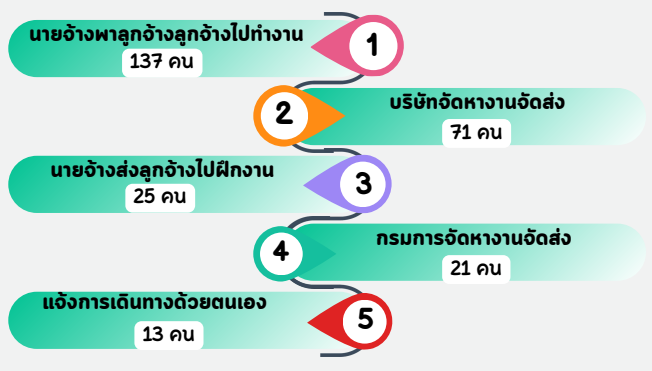 นายจ้างพาลูกจ้างลูกจ้างไปทำงาน
137 คน
1
2
บริษัทจัดหางานจัดส่ง
71 คน
นายจ้างส่งลูกจ้างไปฝึกงาน
25 คน
3
4
กรมการจัดหางานจัดส่ง
21 คน
แจ้งการเดินทางด้วยตนเอง
13 คน
5